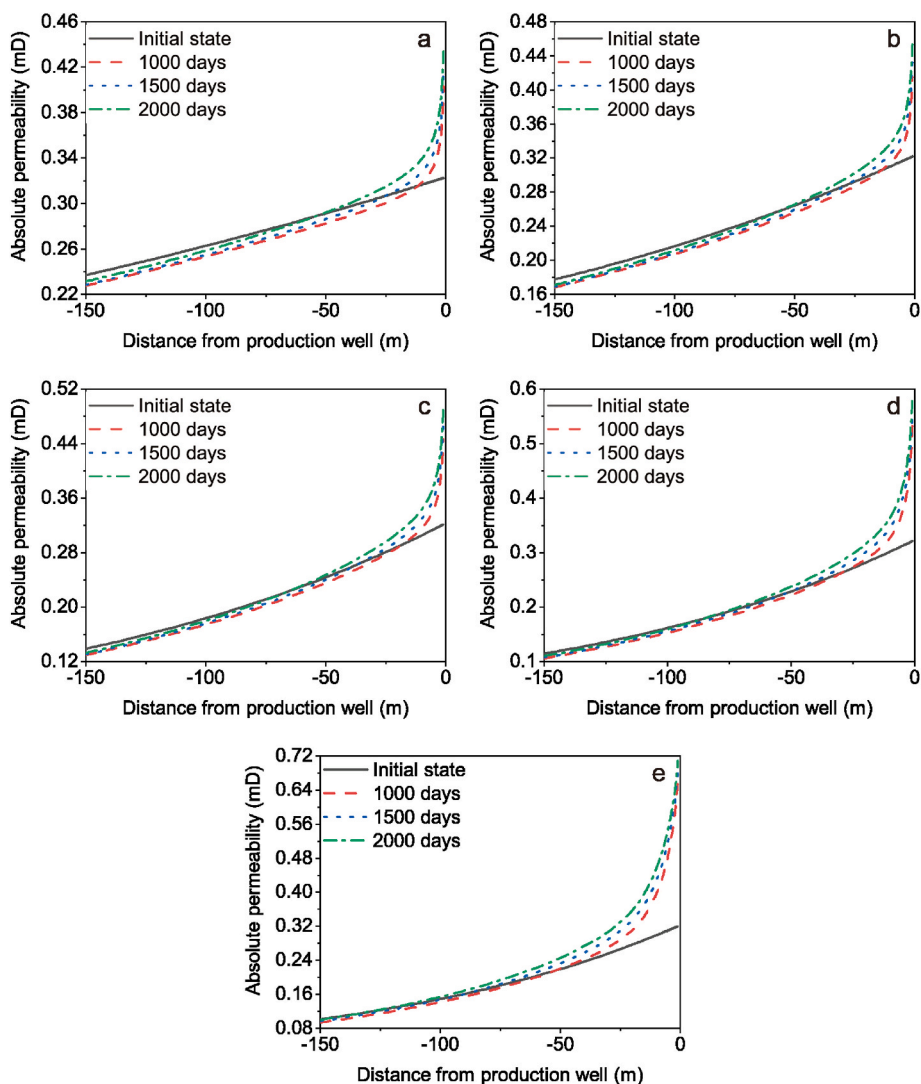 a
Absolute permeability (mD)
0.46
0.42
0.38
0.34
0.30
0.26
0.22
Initial state
1000 days
1500 days
2000 days
-150
-100
-50
0
Distance from production well (m)
b
Absolute permeability (mD)
0.48
0.44
0.40
0.36
0.32
0.28
0.24
0.20
0.16
Initial state
1000 days
1500 days
2000 days
-150
-100
-50
0
Distance from production well (m)
c
Absolute permeability (mD)
0.52
0.44
0.36
0.28
0.20
0.12
Initial state
1000 days
1500 days
2000 days
-150
-100
-50
0
Distance from production well (m)
d
Absolute permeability (mD)
0.6
0.5
0.4
0.3
0.2
0.1
Initial state
1000 days
1500 days
2000 days
-150
-100
-50
0
Distance from production well (m)
e
Absolute permeability (mD)
0.72
0.64
0.56
0.48
0.40
0.32
0.24
0.16
0.08
Initial state
1000 days
1500 days
2000 days
-150
-100
-50
0
Distance from production well (m)